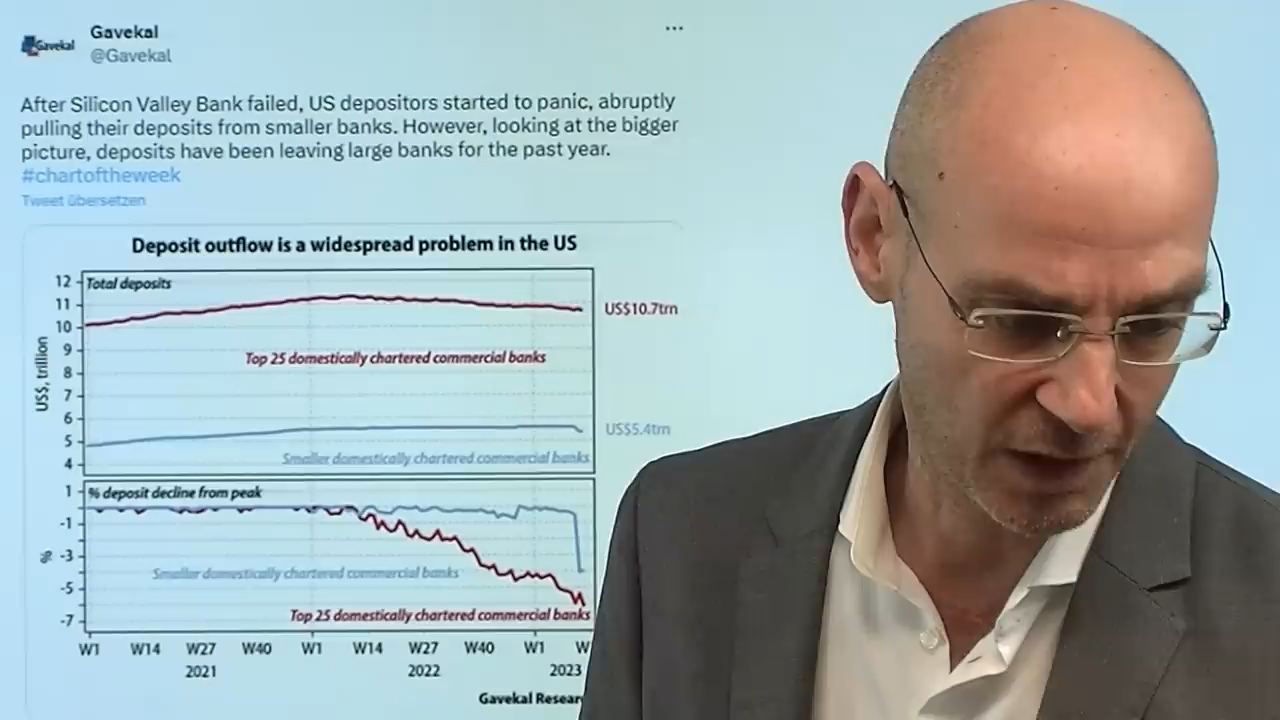 Gavekal
Gavekal
@Gavekal
...
After Silicon Valley Bank failed, US depositors started to panic, abruptly
pulling their deposits from smaller banks. However, looking at the bigger
picture, deposits have been leaving large banks for the past year.
#chartoftheweek
Tweet übersetzen
Deposit outflow is a widespread problem in the US
US$, trillion
12
Total deposits
11
10
9
8
7
6
5
4
US$10.7trn
Top 25 domestically chartered commercial banks
US$5.4trn
Smaller domestically chartered commercial banks
%
1
-1
-3
-5
-7
% deposit decline from peak
Smaller domestically chartered commercial banks
Top 25 domestically chartered commercial banks
W1 W14 W27 W40 W1 W14 W27 W40 W1 W
2021 2022 2023
Gavekal Resear